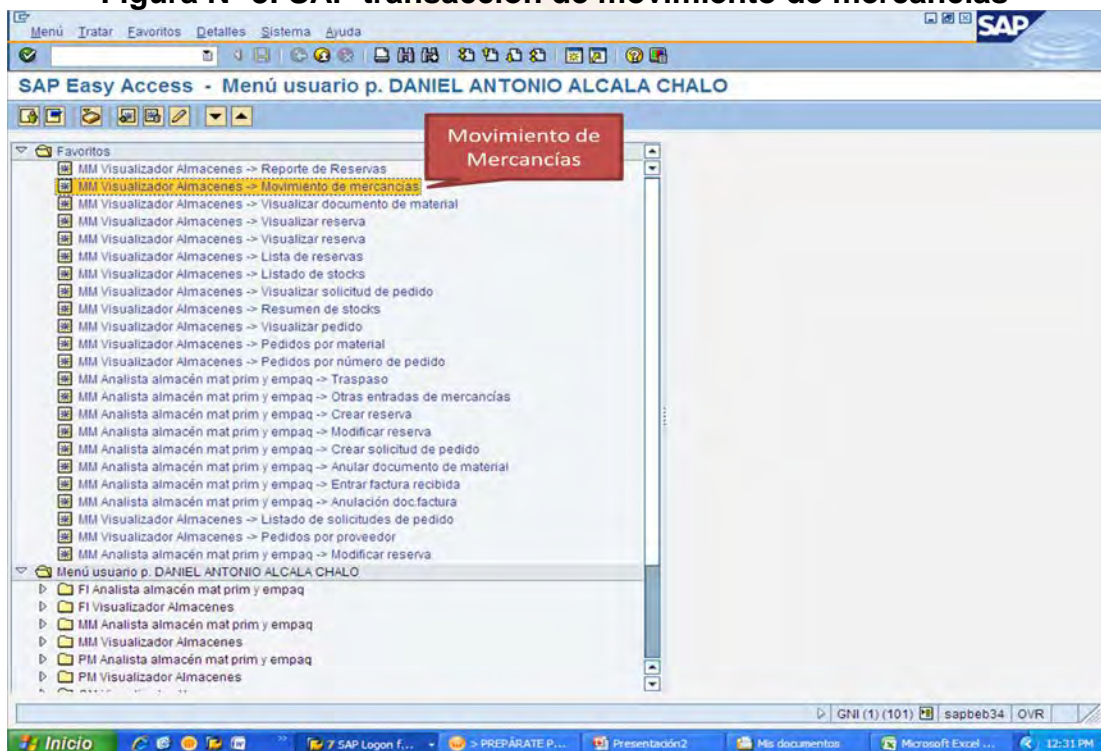 Figura N° 5. SAP transacción de movimiento de mercancías
Menú Tratar Favoritos Detalles Sistema Ayuda
SAP
SAP Easy Access - Menú usuario p. DANIEL ANTONIO ALCALA CHALO
Movimiento de
Mercancías
Favoritos
MM Visualizador Almacenes -> Reporte de Reservas
MM Visualizador Almacenes -> Movimiento de mercancías
MM Visualizador Almacenes -> Visualizar documento de material
MM Visualizador Almacenes -> Visualizar reserva
MM Visualizador Almacenes -> Visualizar reserva
MM Visualizador Almacenes -> Lista de reservas
MM Visualizador Almacenes -> Listado de stocks
MM Visualizador Almacenes -> Visualizar solicitud de pedido
MM Visualizador Almacenes -> Resumen de stocks
MM Visualizador Almacenes -> Visualizar pedido
MM Visualizador Almacenes -> Pedidos por material
MM Visualizador Almacenes -> Pedidos por número de pedido
MM Analista almacén mat prim y empaq -> Traspaso
MM Analista almacén mat prim y empaq -> Otras entradas de mercancías
MM Analista almacén mat prim y empaq -> Crear reserva
MM Analista almacén mat prim y empaq -> Modificar reserva
MM Analista almacén mat prim y empaq -> Crear solicitud de pedido
MM Analista almacén mat prim y empaq -> Anular documento de material
MM Analista almacén mat prim y empaq -> Entrar factura recibida
MM Analista almacén mat prim y empaq -> Anulación doc.factura
MM Visualizador Almacenes -> Listado de solicitudes de pedido
MM Visualizador Almacenes -> Pedidos por proveedor
MM Analista almacén mat prim y empaq -> Modificar reserva
Menú usuario p. DANIEL ANTONIO ALCALA CHALO
FI Analista almacén mat prim y empaq
FI Visualizador Almacenes
MM Analista almacén mat prim y empaq
MM Visualizador Almacenes
PM Analista almacén mat prim y empaq
PM Visualizador Almacenes
GNI (1) (101) sapbeb34 OVR
Inicio 7 SAP Logon f... > PREPÁRATE P... Presentación2 Mis documentos Microsoft Excel ... 12:31 PM